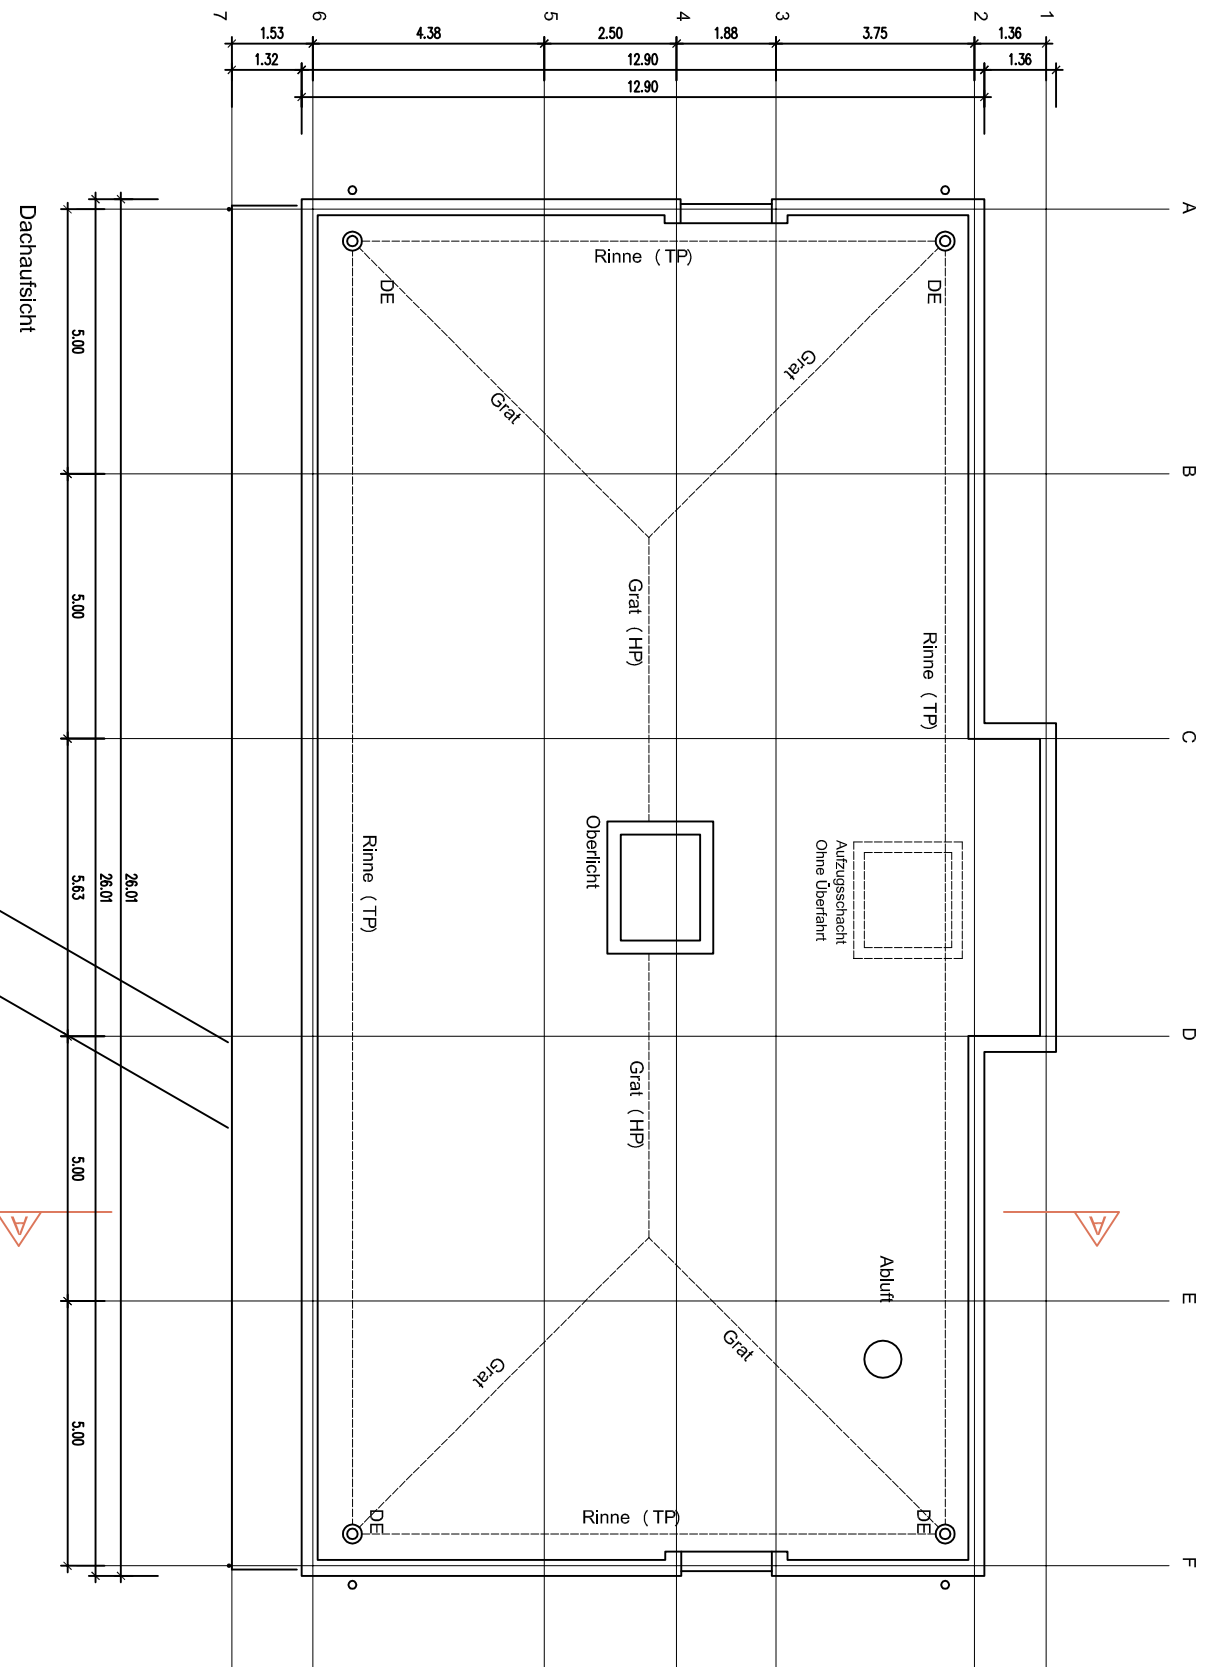 7
6
5
4
3
2
1
1.53
4.38
2.50
1.88
3.75
1.36
1.32
12.90
1.36
12.90
A
B
C
D
E
F
Rinne (TP)
DE
DE
Grat
Grat
Grat (HP)
Rinne (TP)
Oberlicht
Aufzugsschacht
Ohne Überfahrt
Rinne (TP)
Grat (HP)
Abluft
Grat
Grat
DE
DE
Rinne (TP)
5.00
5.00
5.63
5.00
5.00
26.01
26.01
A
A
Dachaufsicht